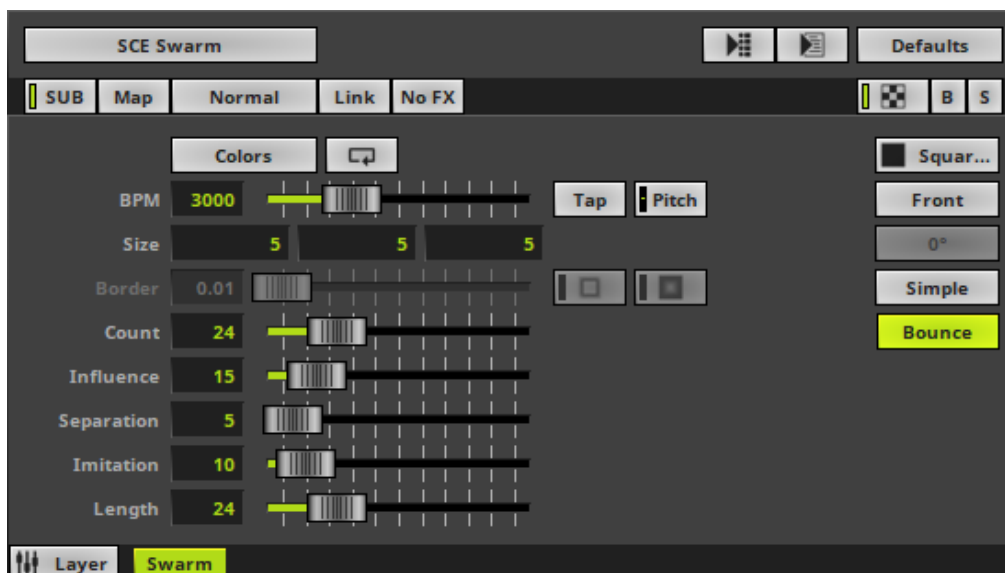 SCE Swarm Defaults
SUB Map Normal Link No FX B S
Colors Squar...
BPM 3000 Tap Pitch Front
Size 5 5 5 0°
Border 0.01 Simple
Count 24 Bounce
Influence 15
Separation 5
Imitation 10
Length 24
Layer Swarm